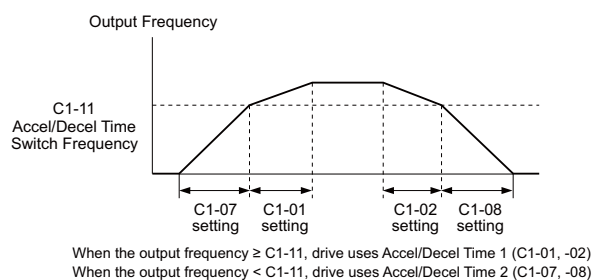 Output Frequency
C1-11
Accel/Decel Time
Switch Frequency
C1-07
setting
C1-01
setting
C1-02
setting
C1-08
setting
When the output frequency ≥ C1-11, drive uses Accel/Decel Time 1 (C1-01, -02)
When the output frequency < C1-11, drive uses Accel/Decel Time 2 (C1-07, -08)